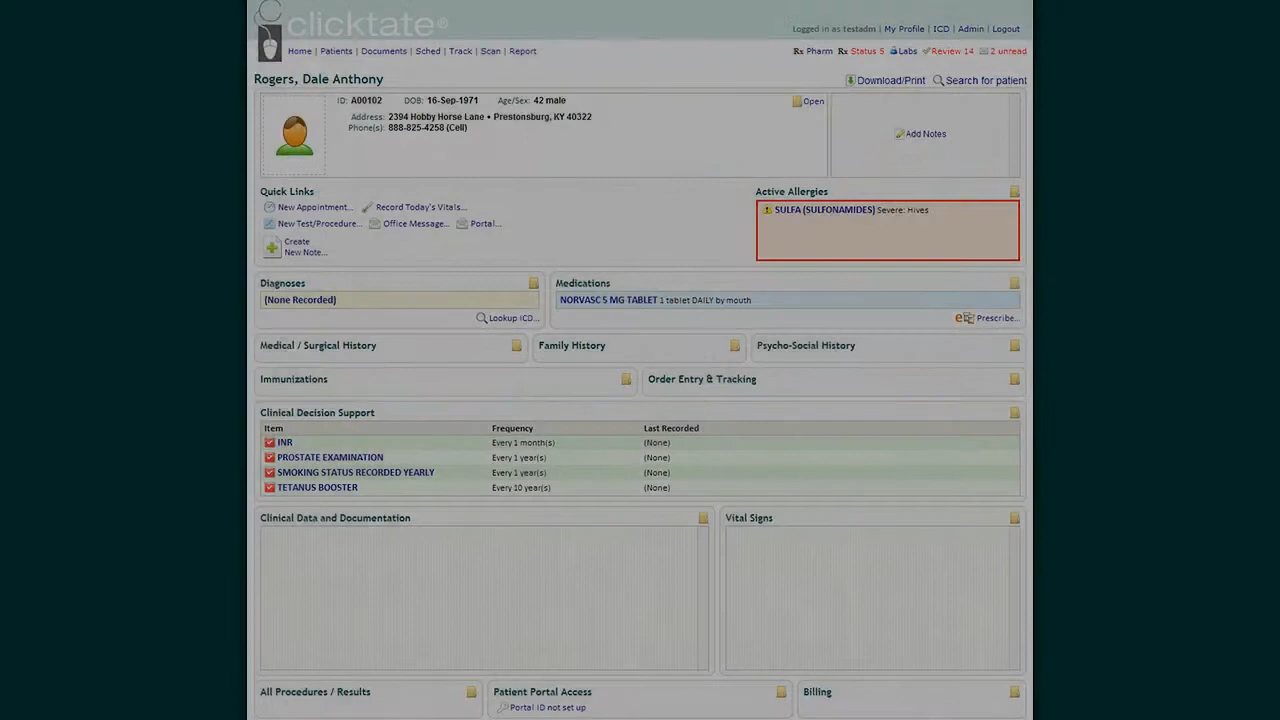 clicktate®
Logged in as testadm | My Profile | ICD | Admin | Logout
Home | Patients | Documents | Sched | Track | Scan | Report
Rx Pharm Rx Status 5 Labs Review 14 2 unread
Rogers, Dale Anthony
Download/Print Search for patient
ID: A00102 DOB: 16-Sep-1971 Age/Sex: 42 male
Open
Address: 2394 Hobby Horse Lane • Prestonsburg, KY 40322
Phone(s): 888-825-4258 (Cell)
Add Notes
Quick Links
New Appointment... Record Today's Vitals...
New Test/Procedure... Office Message... Portal...
Create
New Note...
Active Allergies
SULFA (SULFONAMIDES) Severe: Hives
Diagnoses
(None Recorded)
Lookup ICD...
Medications
NORVASC 5 MG TABLET 1 tablet DAILY by mouth
Prescribe...
Medical / Surgical History
Family History
Psycho-Social History
Immunizations
Order Entry & Tracking
Clinical Decision Support
Item Frequency Last Recorded
INR Every 1 month(s) (None)
PROSTATE EXAMINATION Every 1 year(s) (None)
SMOKING STATUS RECORDED YEARLY Every 1 year(s) (None)
TETANUS BOOSTER Every 10 year(s) (None)
Clinical Data and Documentation
Vital Signs
All Procedures / Results
Patient Portal Access
Portal ID not set up
Billing